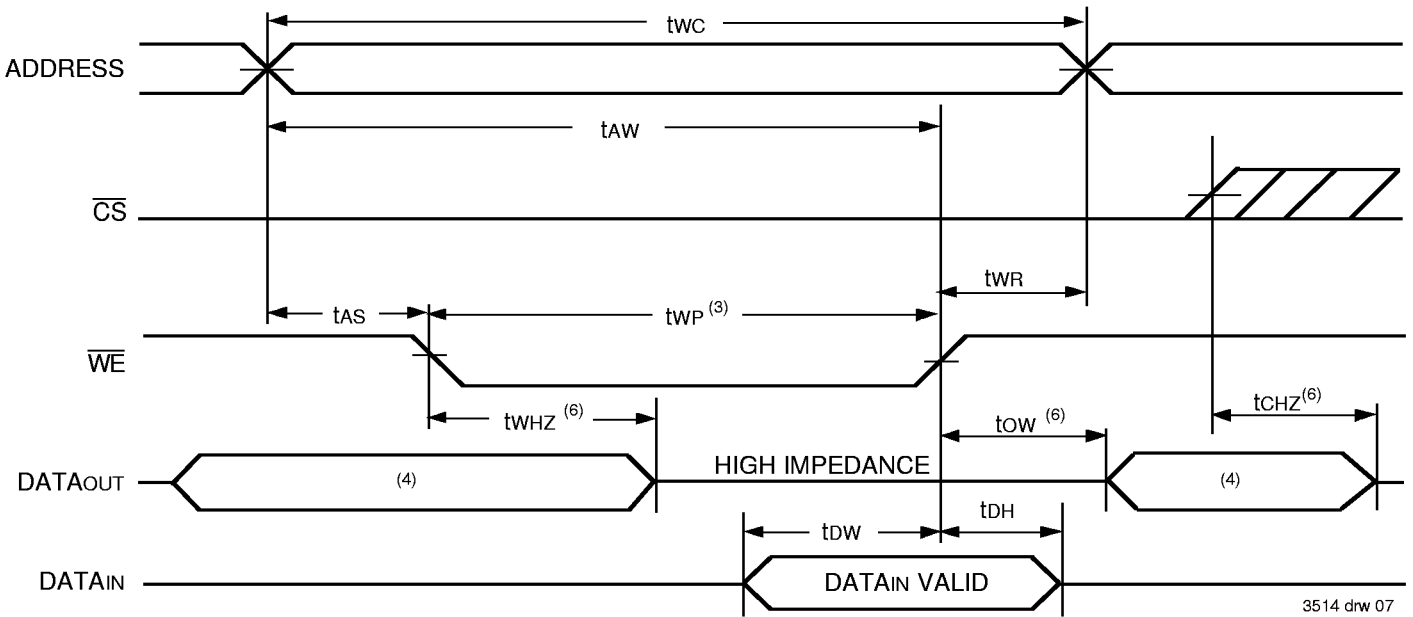 tWC
ADDRESS
tAW
CS
tWR
tAS
tWP (3)
WE
tWHZ (6)
tOW (6)
tCHZ(6)
DATAOUT
(4)
HIGH IMPEDANCE
(4)
tDW
tDH
DATAIN
DATAIN VALID
3514 drw 07